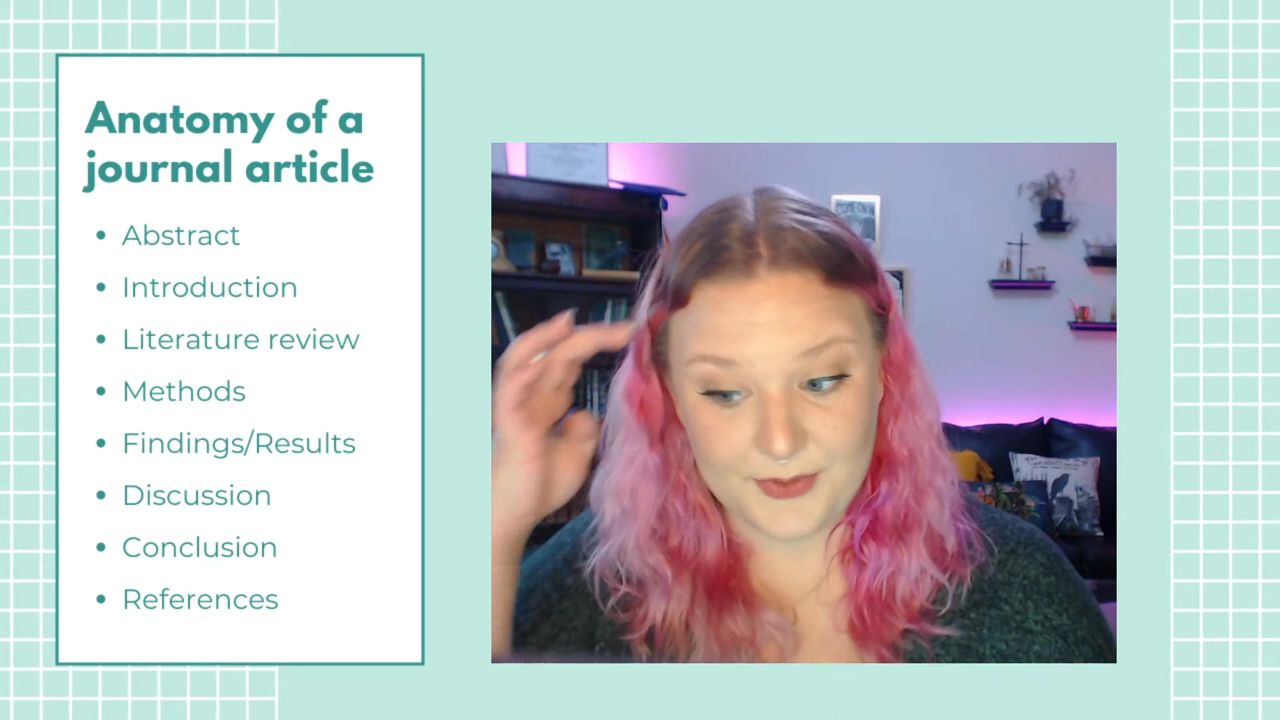 Anatomy of a
journal article
• Abstract
• Introduction
• Literature review
• Methods
• Findings/Results
• Discussion
• Conclusion
• References